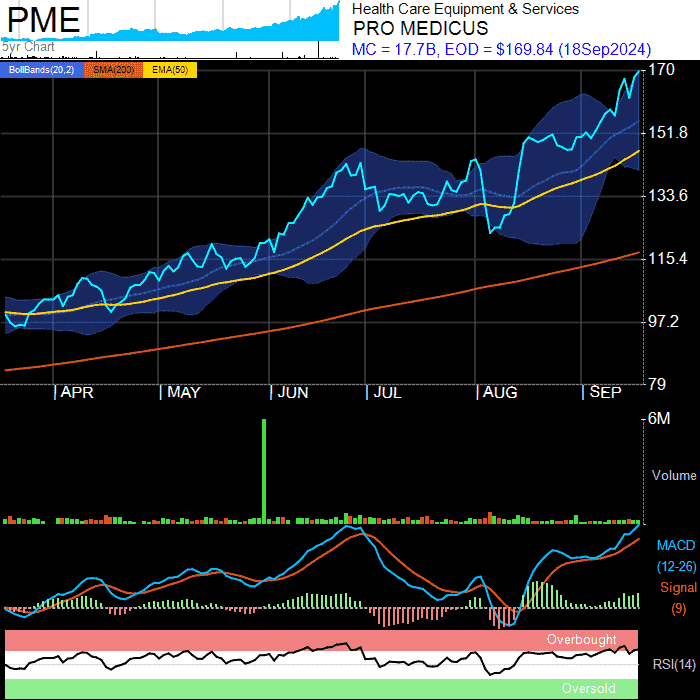 PME
5yr Chart
Health Care Equipment & Services
PRO MEDICUS
MC = 17.7B, EOD = $169.84 (18Sep2024)
BollBands(20,2) SMA(200) EMA(50)
170
151.8
133.6
115.4
97.2
79
APR MAY JUN JUL AUG SEP
6M
Volume
MACD
(12-26)
Signal
(9)
Overbought
RSI(14)
Oversold